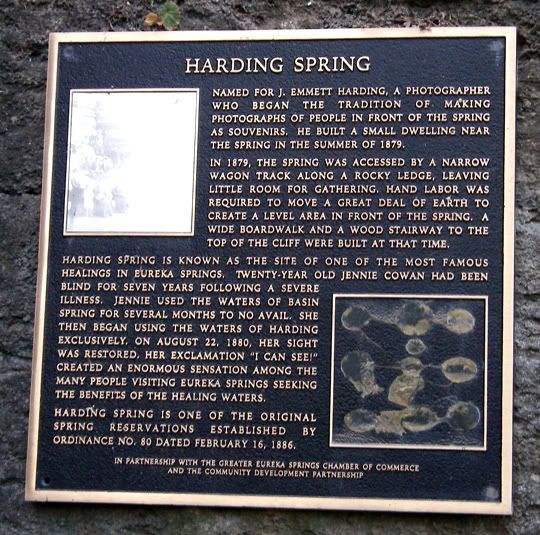 HARDING SPRING
NAMED FOR J. EMMETT HARDING, A PHOTOGRAPHER
WHO BEGAN THE TRADITION OF MAKING
PHOTOGRAPHS OF PEOPLE IN FRONT OF THE SPRING
AS SOUVENIRS. HE BUILT A SMALL DWELLING NEAR
THE SPRING IN THE SUMMER OF 1879.
IN 1879, THE SPRING WAS ACCESSED BY A NARROW
WAGON TRACK ALONG A ROCKY LEDGE, LEAVING
LITTLE ROOM FOR GATHERING. HAND LABOR WAS
REQUIRED TO MOVE A GREAT DEAL OF EARTH TO
CREATE A LEVEL AREA IN FRONT OF THE SPRING. A
WIDE BOARDWALK AND A WOOD STAIRWAY TO THE
TOP OF THE CLIFF WERE BUILT AT THAT TIME.
HARDING SPRING IS KNOWN AS THE SITE OF ONE OF THE MOST FAMOUS
HEALINGS IN EUREKA SPRINGS. TWENTY-YEAR OLD JENNIE COWAN HAD BEEN
BLIND FOR SEVEN YEARS FOLLOWING A SEVERE
ILLNESS. JENNIE USED THE WATERS OF BASIN
SPRING FOR SEVERAL MONTHS TO NO AVAIL. SHE
THEN BEGAN USING THE WATERS OF HARDING
EXCLUSIVELY. ON AUGUST 22, 1880, HER SIGHT
WAS RESTORED, HER EXCLAMATION "I CAN SEE!"
CREATED AN ENORMOUS SENSATION AMONG THE
MANY PEOPLE VISITING EUREKA SPRINGS SEEKING
THE BENEFITS OF THE HEALING WATERS.
HARDING SPRING IS ONE OF THE ORIGINAL
SPRING RESERVATIONS ESTABLISHED BY
ORDINANCE NO. 80 DATED FEBRUARY 16, 1886.
IN PARTNERSHIP WITH THE GREATER EUREKA SPRINGS CHAMBER OF COMMERCE
AND THE COMMUNITY DEVELOPMENT PARTNERSHIP